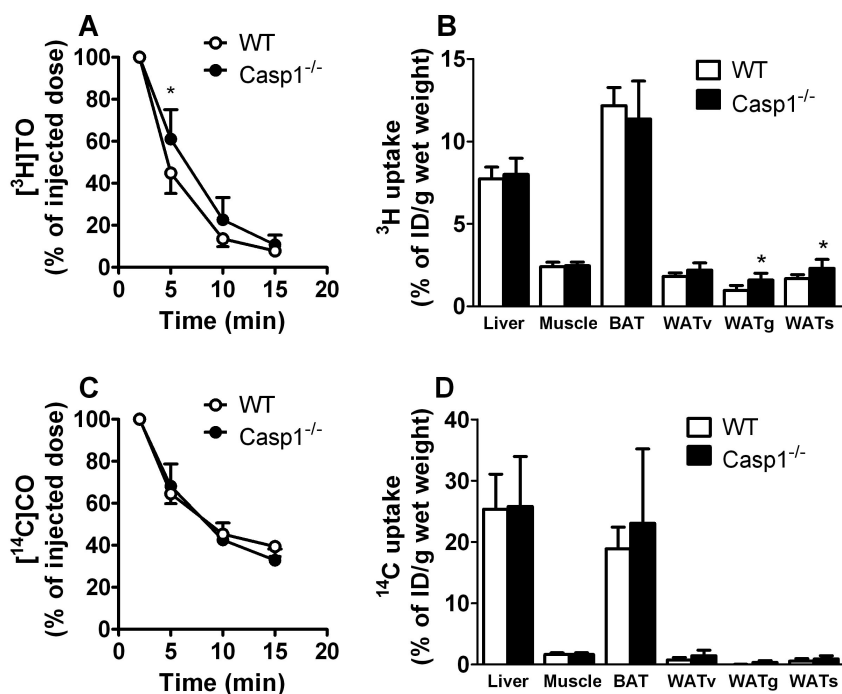 A
WT
Casp1⁻/⁻
100
80
60
40
20
0
*
[³H]TO
(% of injected dose)
0 5 10 15 20
Time (min)
B
WT
Casp1⁻/⁻
15
10
5
0
* *
³H uptake
(% of ID/g wet weight)
Liver Muscle BAT WATv WATg WATs
C
WT
Casp1⁻/⁻
100
80
60
40
20
0
[¹⁴C]CO
(% of injected dose)
0 5 10 15 20
Time (min)
D
WT
Casp1⁻/⁻
40
30
20
10
0
¹⁴C uptake
(% of ID/g wet weight)
Liver Muscle BAT WATv WATg WATs